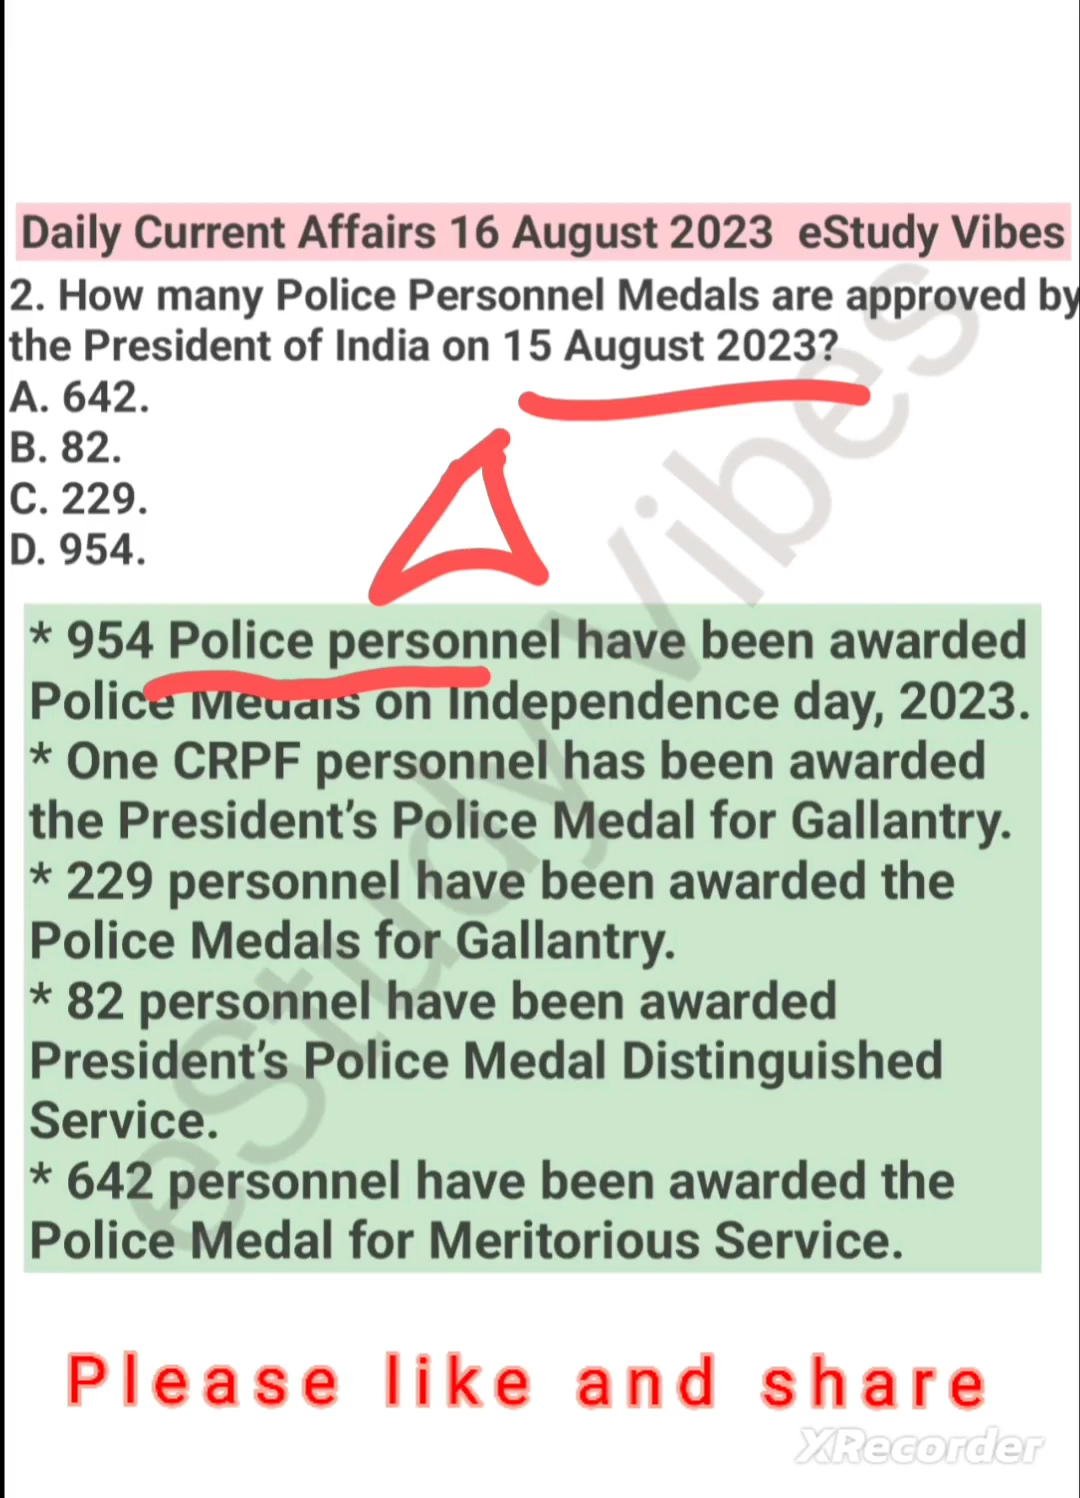 Daily Current Affairs 16 August 2023 eStudy Vibes
2. How many Police Personnel Medals are approved by
the President of India on 15 August 2023?
A. 642.
B. 82.
C. 229.
D. 954.
* 954 Police personnel have been awarded
Police Medals on Independence day, 2023.
* One CRPF personnel has been awarded
the President's Police Medal for Gallantry.
* 229 personnel have been awarded the
Police Medals for Gallantry.
* 82 personnel have been awarded
President's Police Medal Distinguished
Service.
* 642 personnel have been awarded the
Police Medal for Meritorious Service.
eStudy Vibes
Please like and share
XRecorder